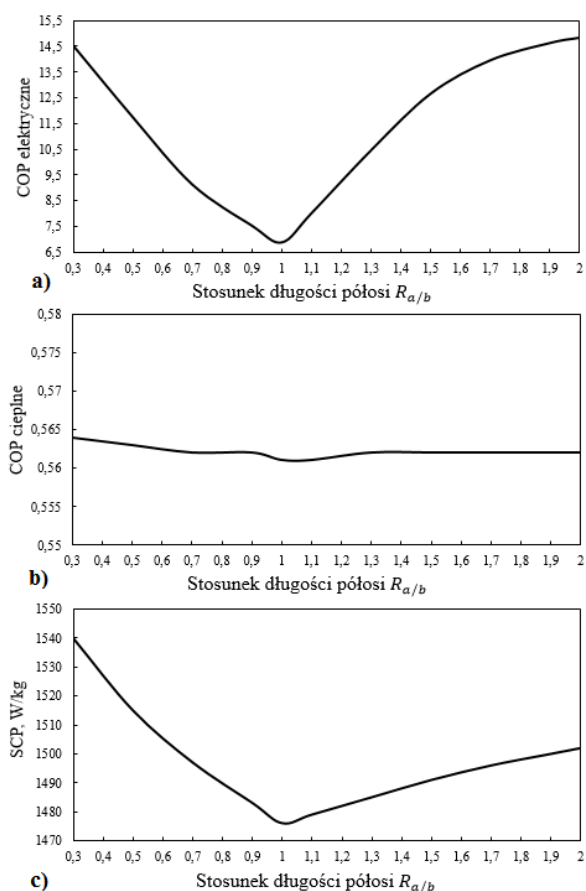 15,5
14,5
13,5
12,5
11,5
10,5
9,5
8,5
7,5
6,5
COP elektryczne
0,3 0,4 0,5 0,6 0,7 0,8 0,9 1 1,1 1,2 1,3 1,4 1,5 1,6 1,7 1,8 1,9 2
a)
Stosunek długości półosi R_{a/b}
0,58
0,575
0,57
0,565
0,56
0,555
0,55
COP cieplne
0,3 0,4 0,5 0,6 0,7 0,8 0,9 1 1,1 1,2 1,3 1,4 1,5 1,6 1,7 1,8 1,9 2
b)
Stosunek długości półosi R_{a/b}
1550
1540
1530
1520
1510
1500
1490
1480
1470
SCP, W/kg
0,3 0,4 0,5 0,6 0,7 0,8 0,9 1 1,1 1,2 1,3 1,4 1,5 1,6 1,7 1,8 1,9 2
c)
Stosunek długości półosi R_{a/b}